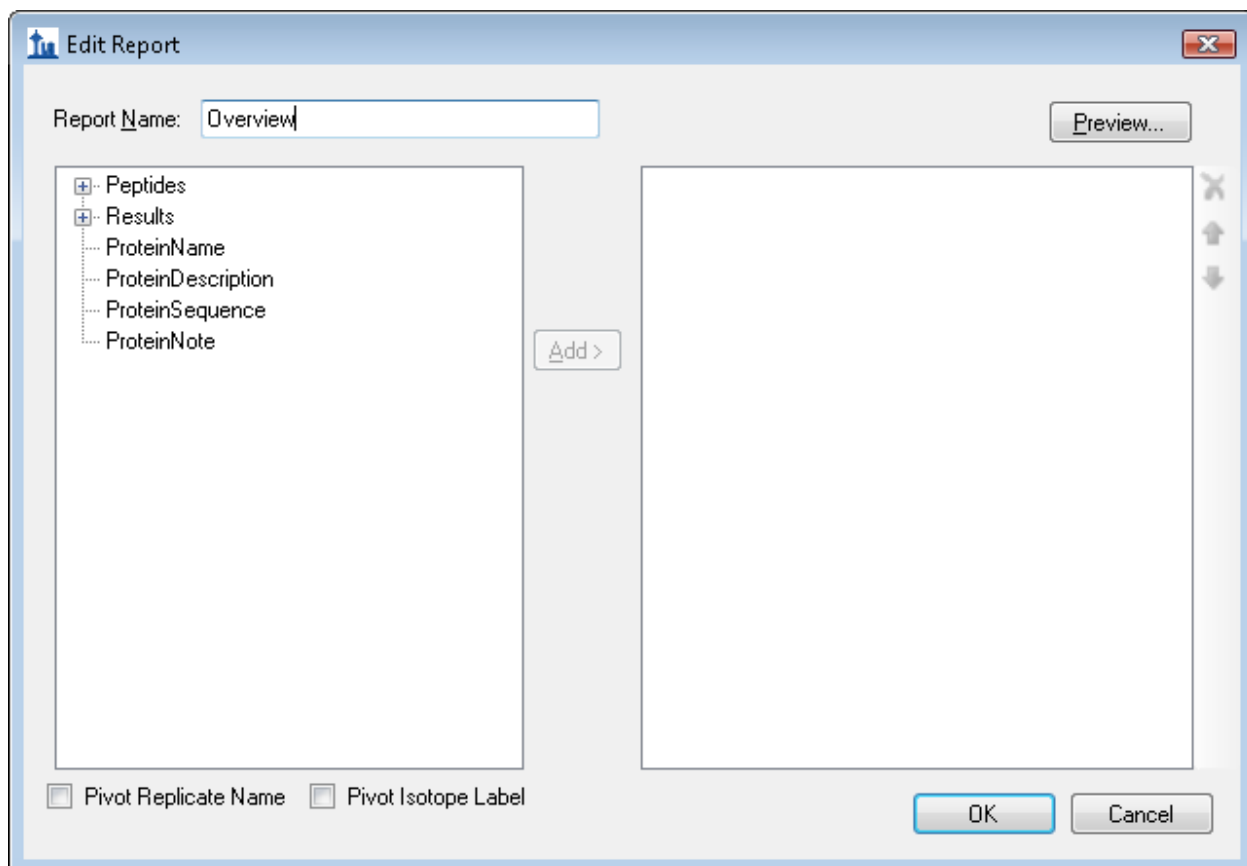 Edit Report
Report Name: Overview
Preview...
Peptides
Results
ProteinName
ProteinDescription
ProteinSequence
ProteinNote
Add >
Pivot Replicate Name Pivot Isotope Label
OK Cancel